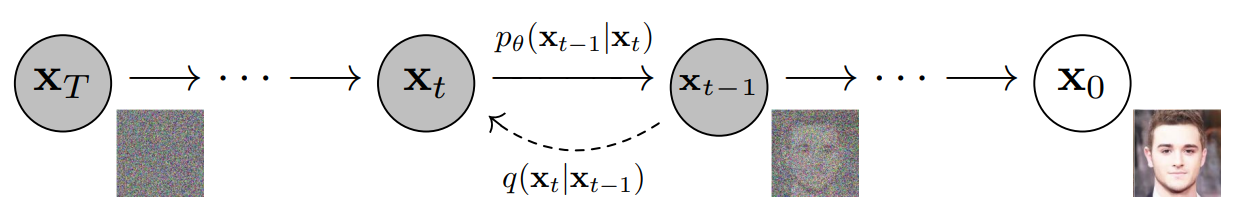 p_θ(x_{t−1}|x_t)
x_T → ⋯ → x_t → x_{t−1} → ⋯ → x_0
q(x_t|x_{t−1})